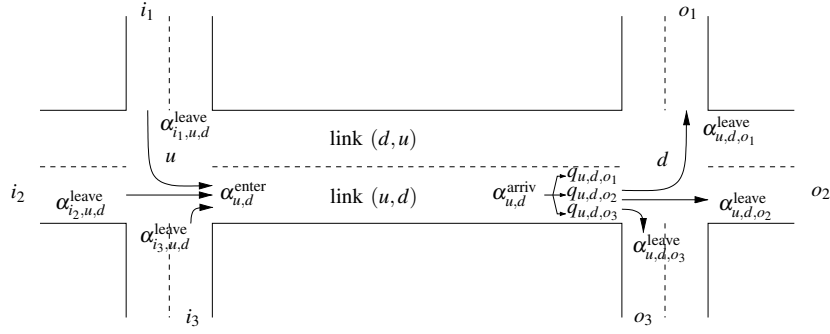 i₁ o₁
α^leave_{i₁,u,d} α^leave_{u,d,o₁}
link (d,u)
u d
i₂ α^leave_{i₂,u,d} α^enter_{u,d} link (u,d) α^arriv_{u,d} q_{u,d,o₁} o₂
q_{u,d,o₂} α^leave_{u,d,o₂}
q_{u,d,o₃}
α^leave_{i₃,u,d} α^leave_{u,d,o₃}
i₃ o₃